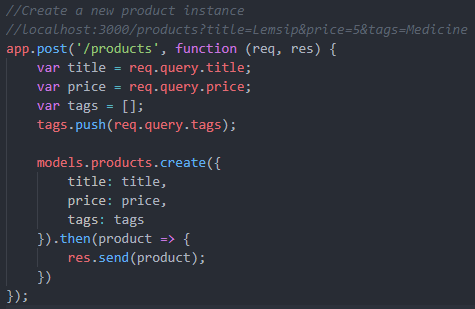 //Create a new product instance
//localhost:3000/products?title=Lemsip&price=5&tags=Medicine
app.post('/products', function (req, res) {
    var title = req.query.title;
    var price = req.query.price;
    var tags = [];
    tags.push(req.query.tags);

    models.products.create({
        title: title,
        price: price,
        tags: tags
    }).then(product => {
        res.send(product);
    })
});